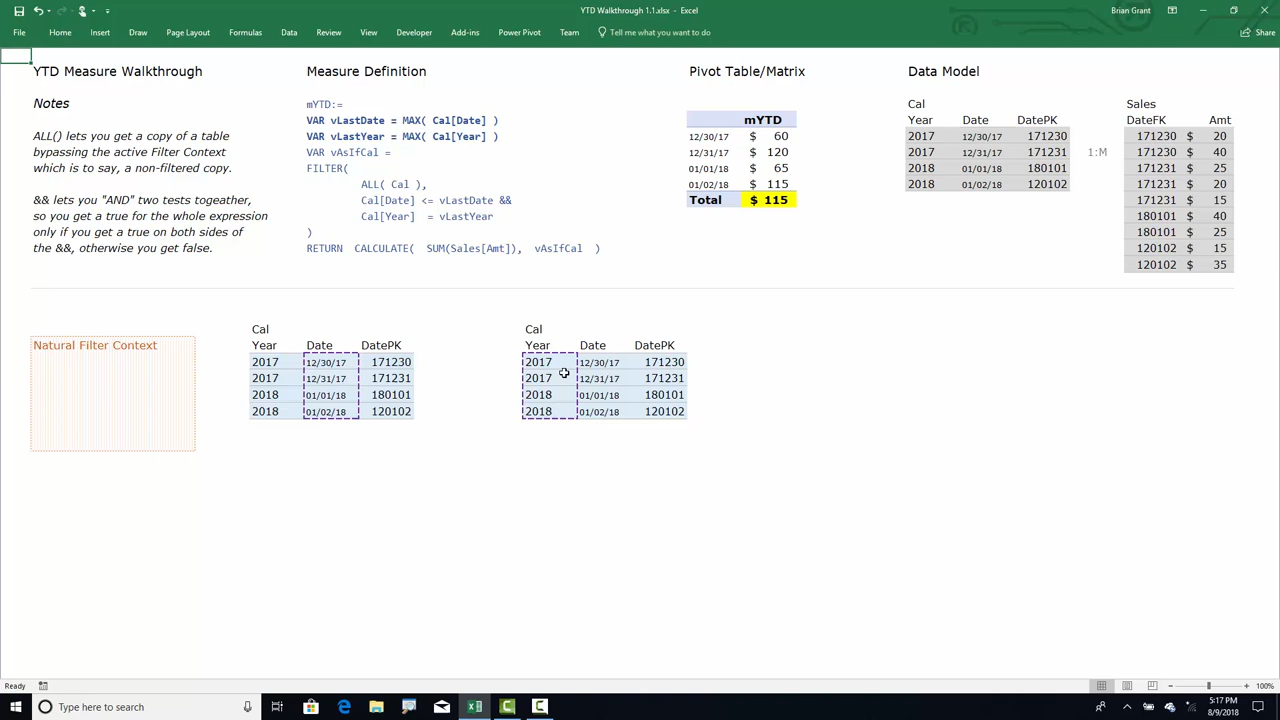 YTD Walkthrough 1.1.xlsx - Excel
Brian Grant
File Home Insert Draw Page Layout Formulas Data Review View Developer Add-ins Power Pivot Team Tell me what you want to do Share
YTD Measure Walkthrough
Notes
ALL() lets you get a copy of a table
bypassing the active Filter Context
which is to say, a non-filtered copy.
&& lets you "AND" two tests togeather,
so you get a true for the whole expression
only if you get a true on both sides of
the &&, otherwise you get false.
Measure Definition
mYTD:=
VAR vLastDate = MAX( Cal[Date] )
VAR vLastYear = MAX( Cal[Year] )
VAR vAsIfCal =
FILTER(
ALL( Cal ),
Cal[Date] <= vLastDate &&
Cal[Year] = vLastYear
)
RETURN CALCULATE( SUM(Sales[Amt]), vAsIfCal )
Pivot Table/Matrix
mYTD
12/30/17 $ 60
12/31/17 $ 120
01/01/18 $ 65
01/02/18 $ 115
Total $ 115
Data Model
Cal
Year Date DatePK
2017 12/30/17 171230
2017 12/31/17 171231
2018 01/01/18 180101
2018 01/02/18 120102
1:M
Sales
DateFK Amt
171230 $ 20
171230 $ 40
171231 $ 25
171231 $ 20
171231 $ 15
180101 $ 40
180101 $ 25
120102 $ 15
120102 $ 35
Natural Filter Context
Cal
Year Date DatePK
2017 12/30/17 171230
2017 12/31/17 171231
2018 01/01/18 180101
2018 01/02/18 120102
Cal
Year Date DatePK
2017 12/30/17 171230
2017 12/31/17 171231
2018 01/01/18 180101
2018 01/02/18 120102
Ready
100%
Type here to search
5:17 PM
8/9/2018